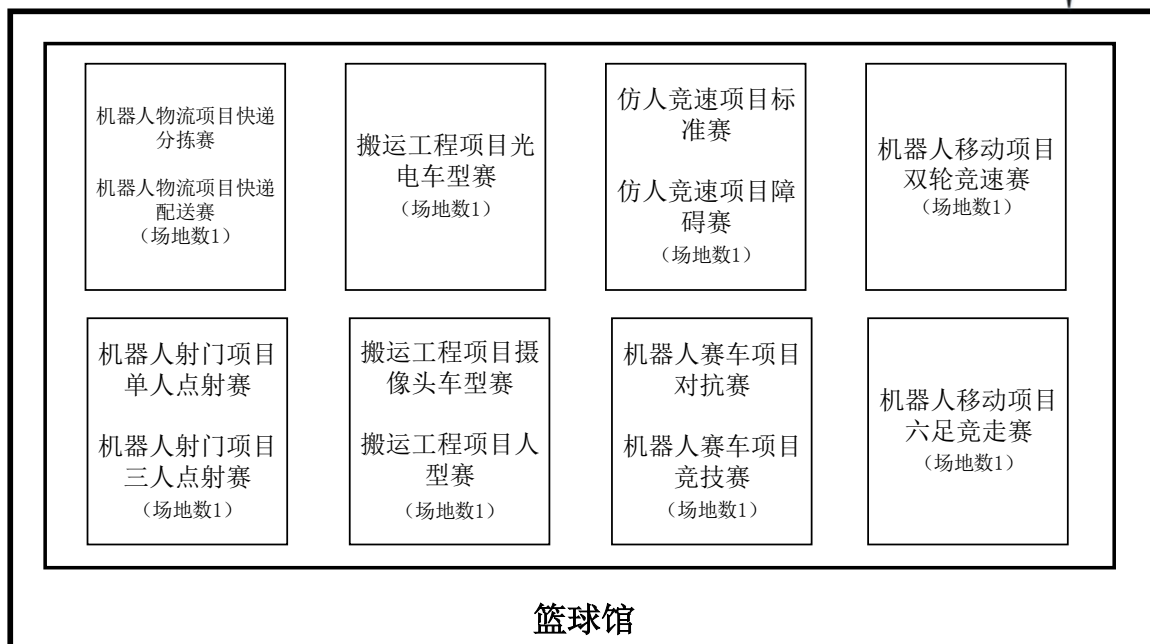 机器人物流项目快递
分拣赛
机器人物流项目快递
配送赛
（场地数1）
搬运工程项目光
电车型赛
（场地数1）
仿人竞速项目标
准赛
仿人竞速项目障
碍赛
（场地数1）
机器人移动项目
双轮竞速赛
（场地数1）
机器人射门项目
单人点射赛
机器人射门项目
三人点射赛
（场地数1）
搬运工程项目摄
像头车型赛
搬运工程项目人
型赛
（场地数1）
机器人赛车项目
对抗赛
机器人赛车项目
竞技赛
（场地数1）
机器人移动项目
六足竞走赛
（场地数1）
篮球馆